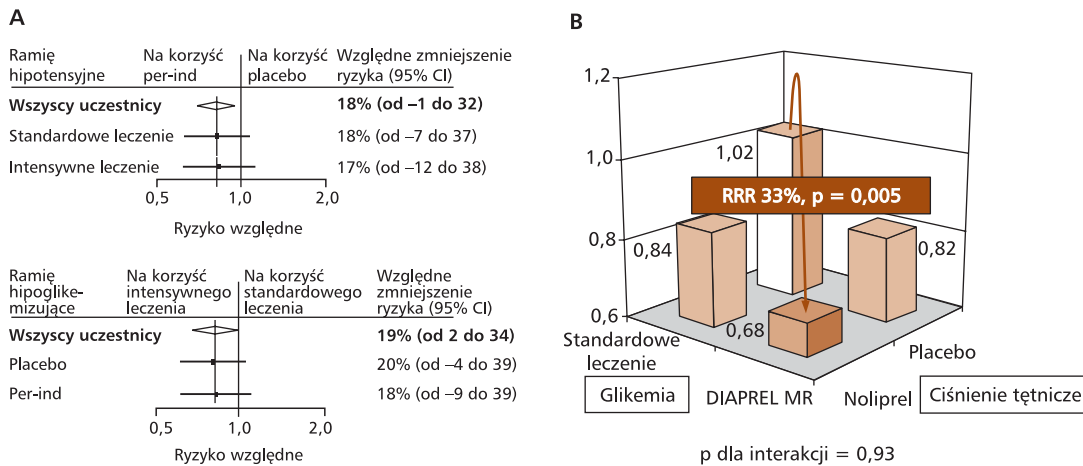 A
Ramię hipotensyjne
Na korzyść per-ind
Na korzyść placebo
Względne zmniejszenie ryzyka (95% CI)
Wszyscy uczestnicy
18% (od –1 do 32)
Standardowe leczenie
18% (od –7 do 37)
Intensywne leczenie
17% (od –12 do 38)
0,5
1,0
2,0
Ryzyko względne
Ramię hipoglike-mizujące
Na korzyść intensywnego leczenia
Na korzyść standardowego leczenia
Względne zmniejszenie ryzyka (95% CI)
Wszyscy uczestnicy
19% (od 2 do 34)
Placebo
20% (od –4 do 39)
Per-ind
18% (od –9 do 39)
0,5
1,0
2,0
Ryzyko względne
B
1,2
1,0
0,8
0,6
1,02
RRR 33%, p = 0,005
0,84
0,82
0,68
Standardowe leczenie
Placebo
Glikemia
DIAPREL MR
Noliprel
Ciśnienie tętnicze
p dla interakcji = 0,93